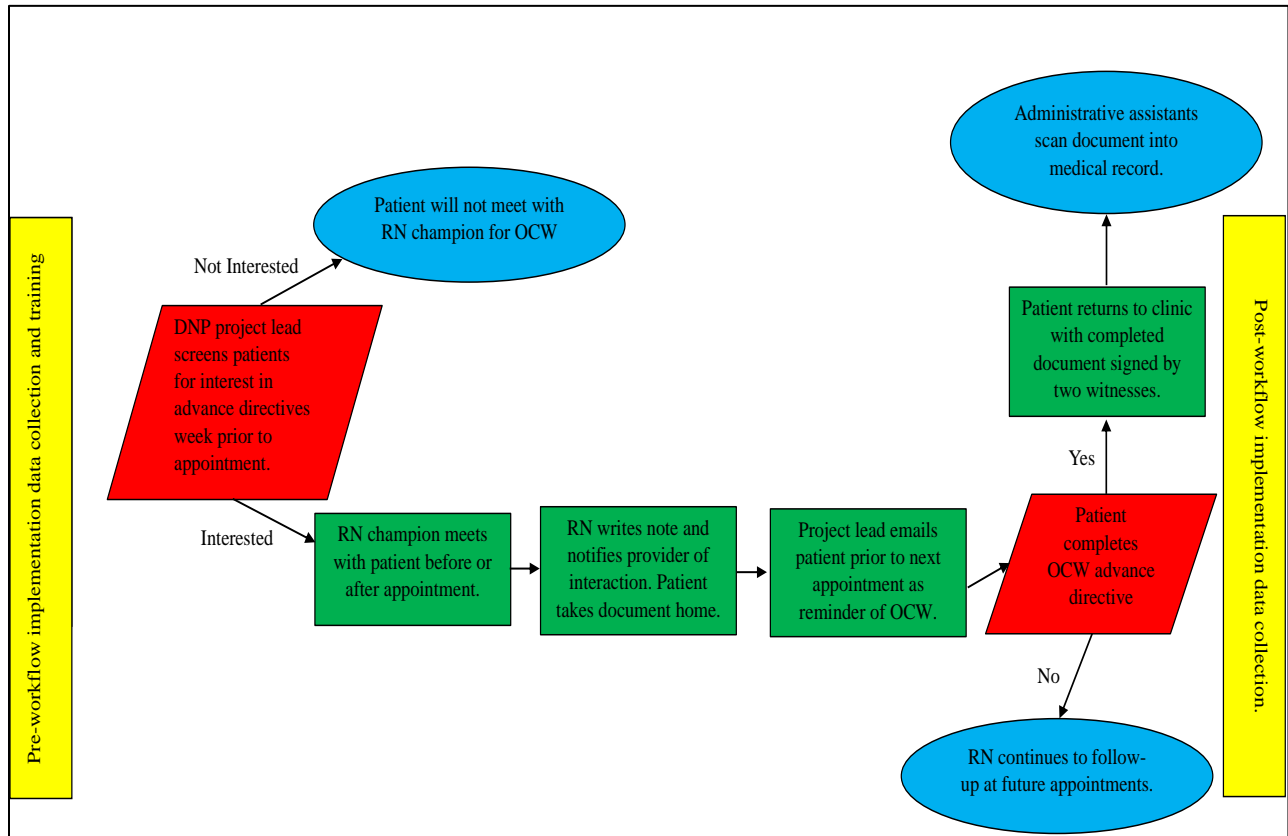 Pre-workflow implementation data collection and training
Patient will not meet with
RN champion for OCW
Not Interested
DNP project lead
screens patients
for interest in
advance directives
week prior to
appointment.
Interested
RN champion meets
with patient before or
after appointment.
RN writes note and
notifies provider of
interaction. Patient
takes document home.
Project lead emails
patient prior to next
appointment as
reminder of OCW.
Patient
completes
OCW advance
directive
Yes
Patient returns to clinic
with completed
document signed by
two witnesses.
Administrative assistants
scan document into
medical record.
No
RN continues to follow-
up at future appointments.
Post-workflow implementation data collection.